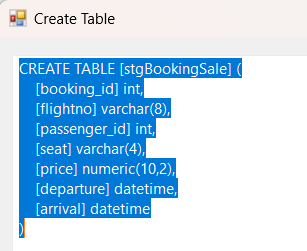 Create Table
CREATE TABLE [stgBookingSale] (
[booking_id] int,
[flightno] varchar(8),
[passenger_id] int,
[seat] varchar(4),
[price] numeric(10,2),
[departure] datetime,
[arrival] datetime
)